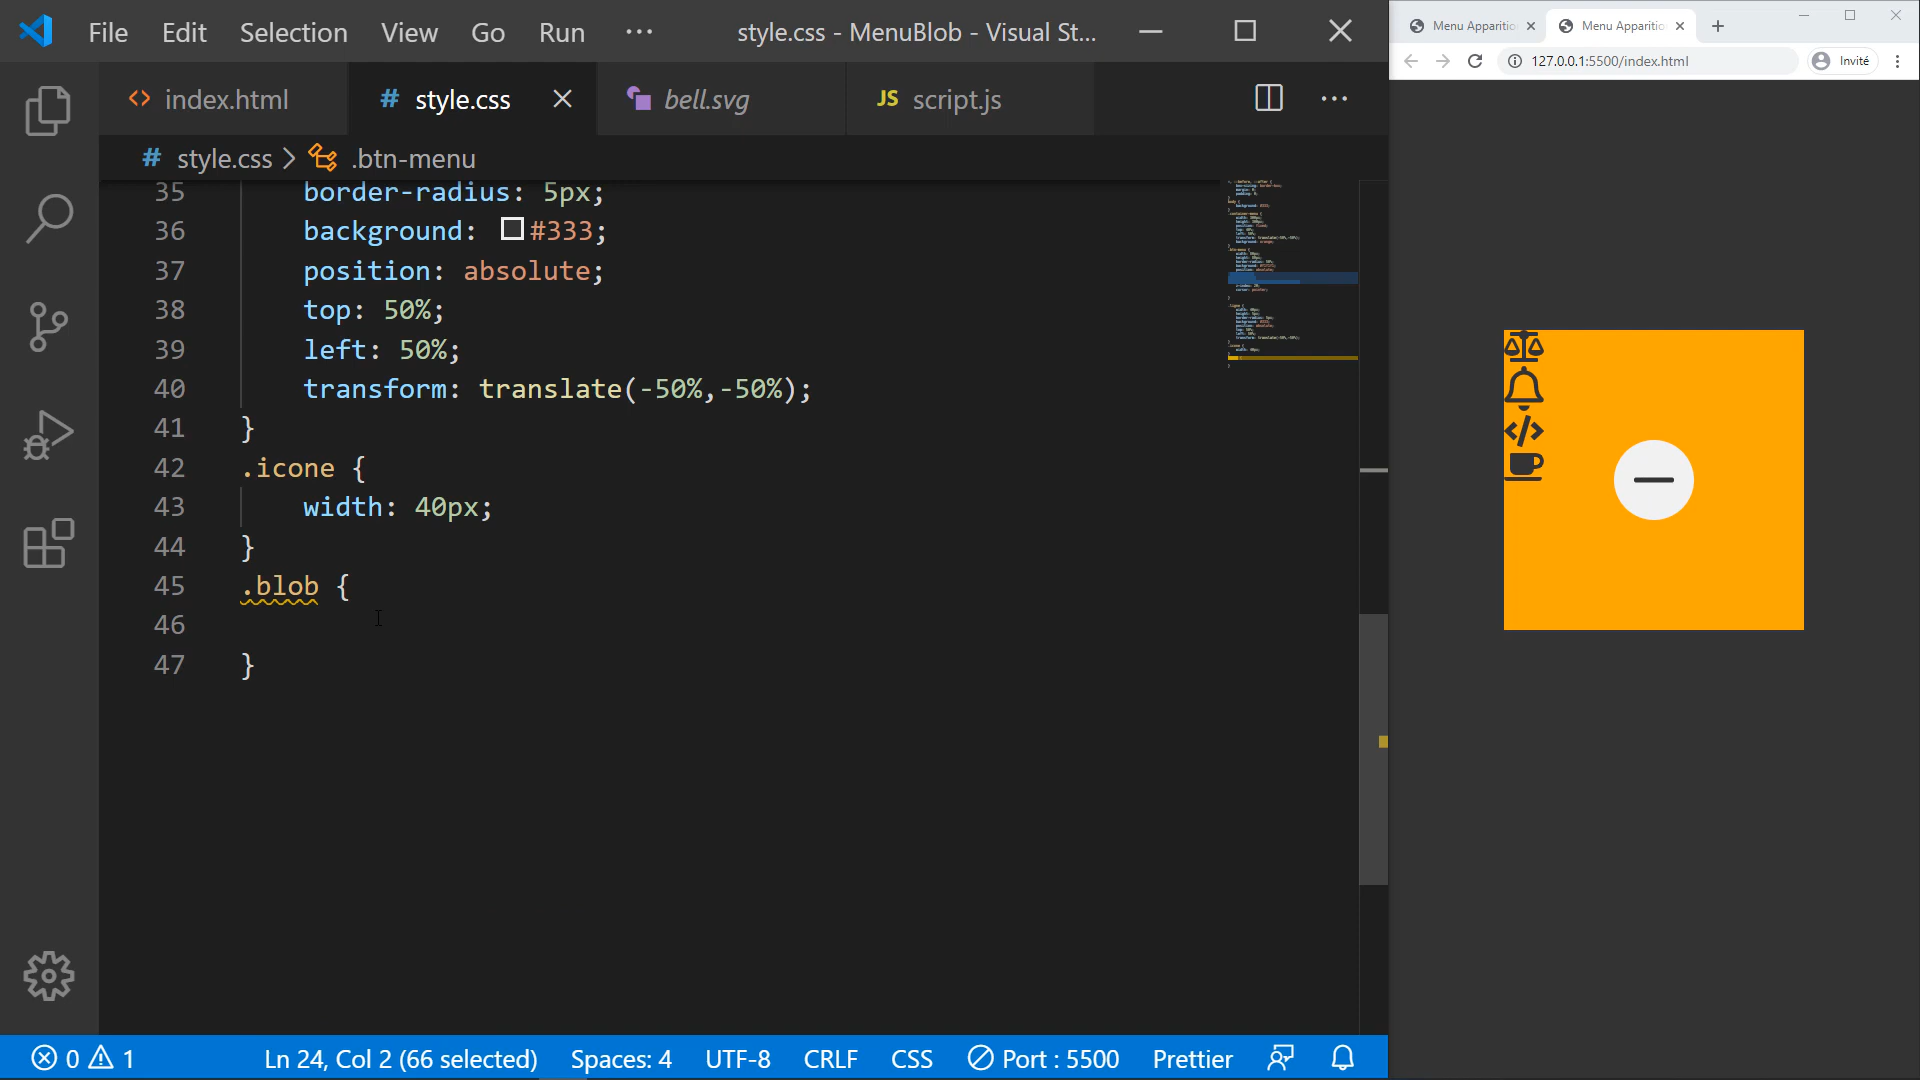 File Edit Selection View Go Run ··· style.css - MenuBlob - Visual St...
index.html # style.css bell.svg JS script.js
# style.css > .btn-menu
35 border-radius: 5px;
36 background: #333;
37 position: absolute;
38 top: 50%;
39 left: 50%;
40 transform: translate(-50%,-50%);
41 }
42 .icone {
43 width: 40px;
44 }
45 .blob {
46
47 }
0 1 Ln 24, Col 2 (66 selected) Spaces: 4 UTF-8 CRLF CSS Port : 5500 Prettier
Menu Apparitio Menu Apparitio
127.0.0.1:5500/index.html Invité